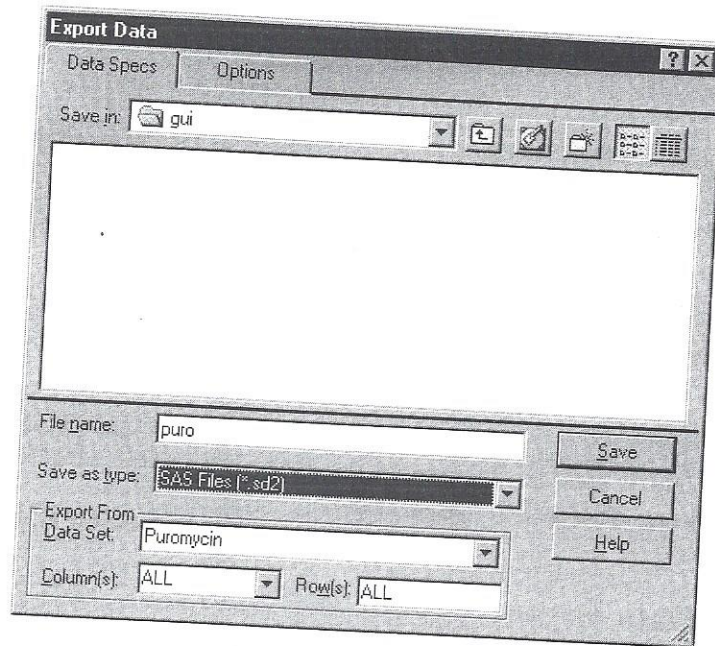 Export Data
Data Specs
Options
Save in: gui
File name: puro
Save
Save as type: SAS Files (*.sd2)
Cancel
Export From
Data Set: Puromycin
Help
Column(s): ALL Row(s): ALL